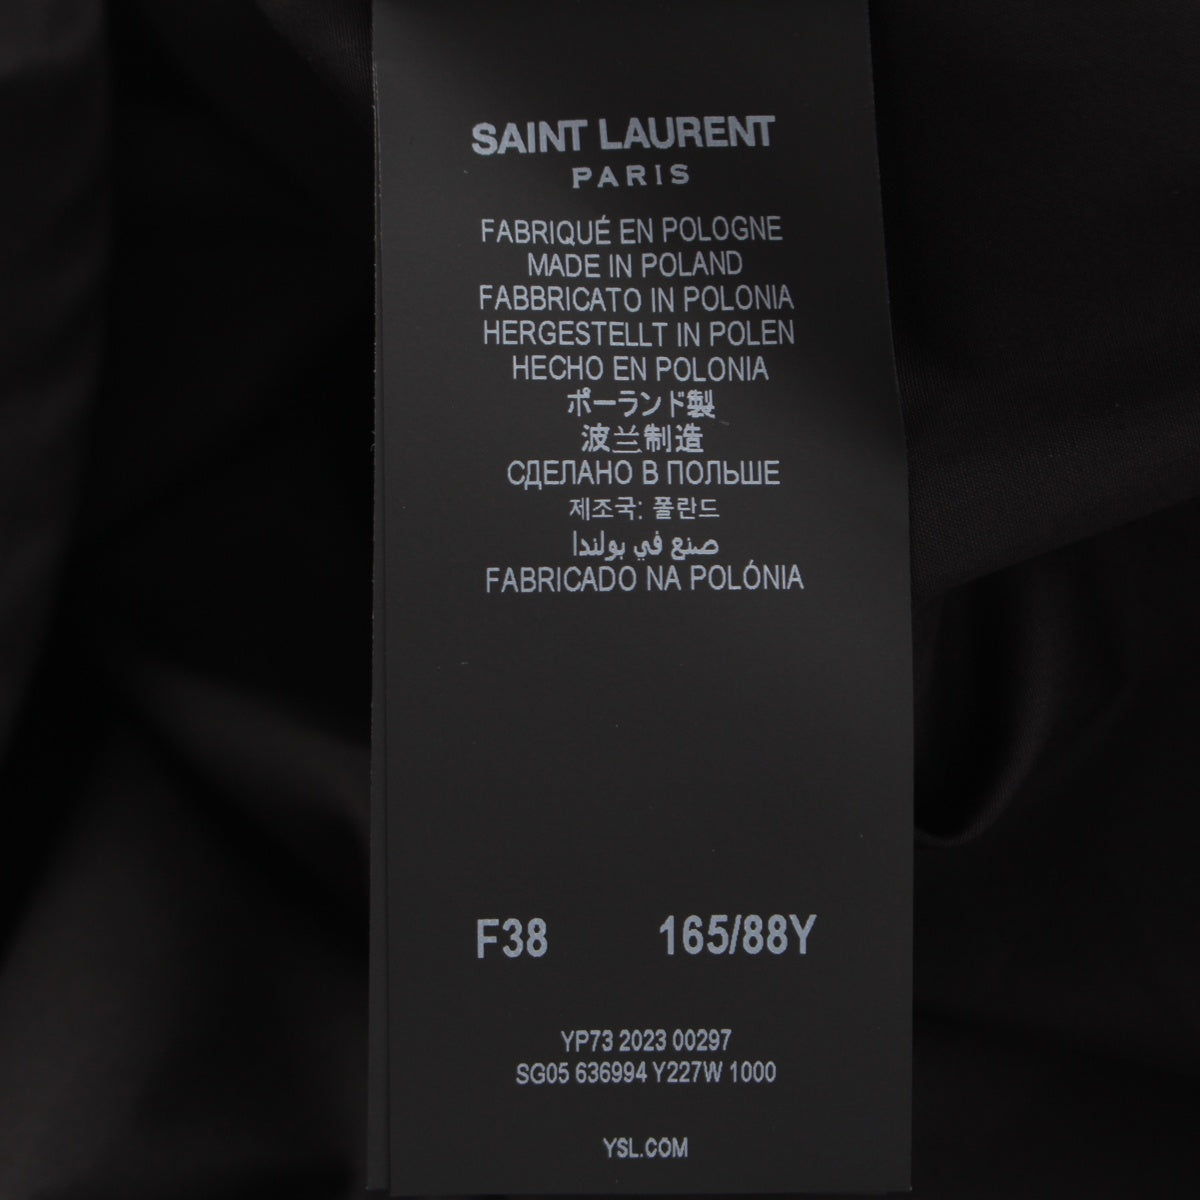 SAINT LAURENT
PARIS
FABRIQUÉ EN POLOGNE
MADE IN POLAND
FABBRICATO IN POLONIA
HERGESTELLT IN POLEN
HECHO EN POLONIA
ポーランド製
波兰制造
СДЕЛАНО В ПОЛЬШЕ
제조국: 폴란드
صنع في بولندا
FABRICADO NA POLÓNIA
F38 165/88Y
YP73 2023 00297
SG05 636994 Y227W 1000
YSL.COM